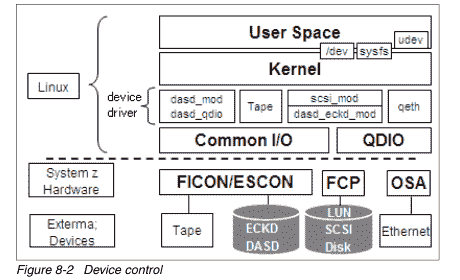 User Space
udev
/dev
sysfs
Kernel
Linux
device
driver
dasd_mod
dasd_qdio
Tape
scsi_mod
dasd_eckd_mod
qeth
Common I/O
QDIO
System z
Hardware
FICON/ESCON
FCP
OSA
Externa;
Devices
Tape
ECKD
DASD
LUN
SCSI
Disk
Ethernet
Figure 8-2 Device control